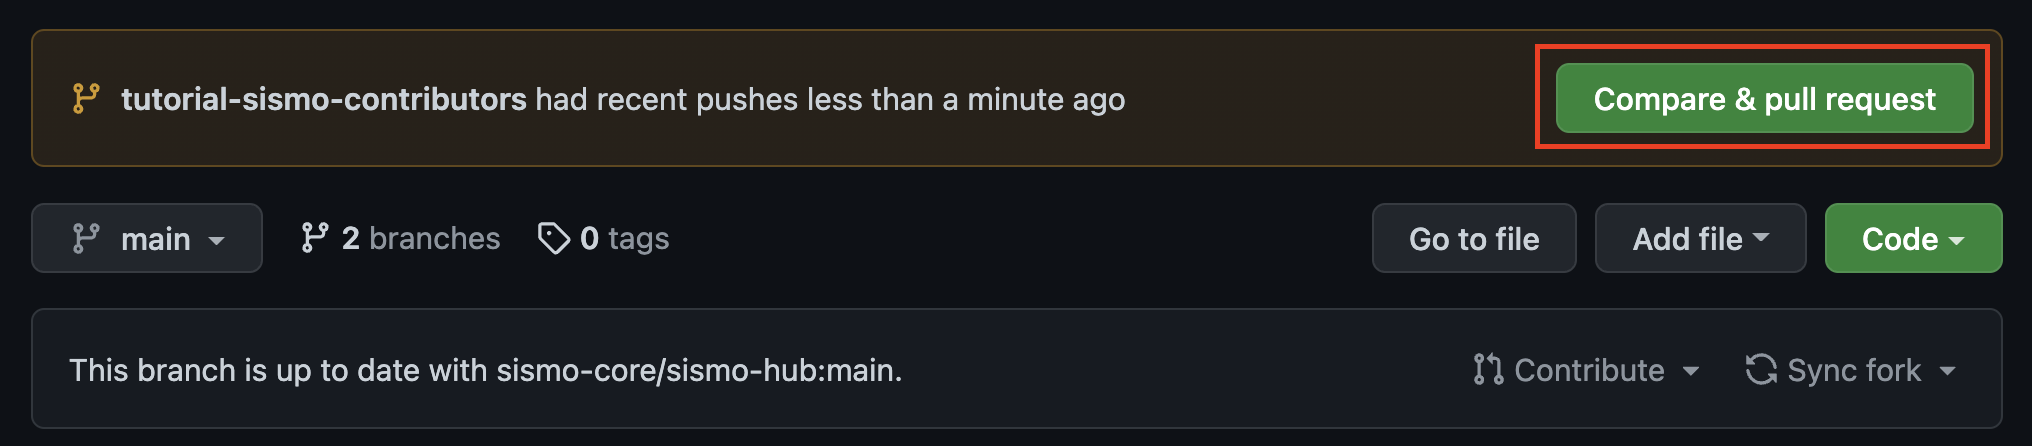 tutorial-sismo-contributors had recent pushes less than a minute ago
Compare & pull request
main
2 branches
0 tags
Go to file
Add file
Code
This branch is up to date with sismo-core/sismo-hub:main.
Contribute
Sync fork